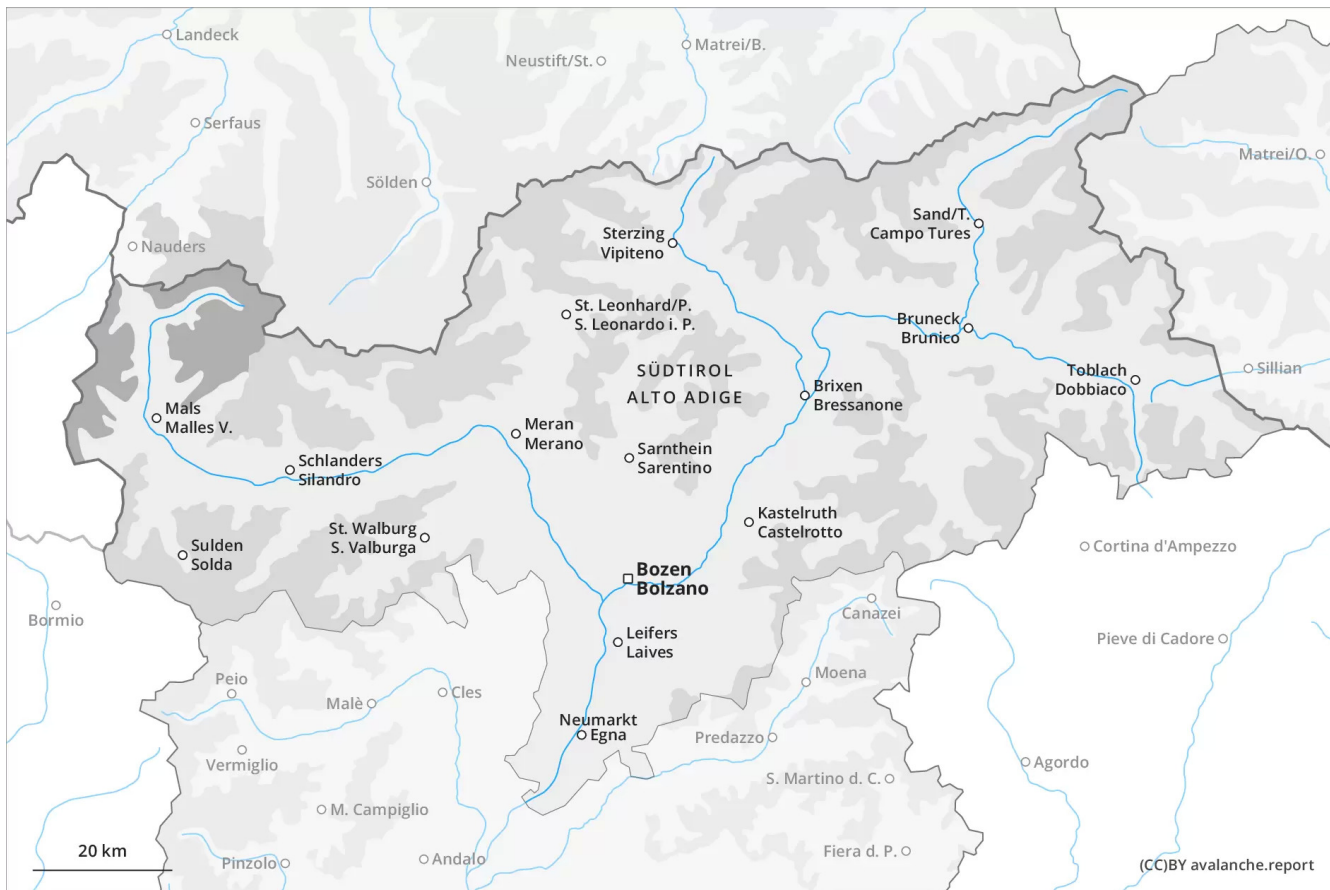 Landeck
Matrei/B.
Neustift/St.
Serfaus
Matrei/O.
Sölden
Sand/T.
Campo Tures
Sterzing
Vipiteno
Nauders
St. Leonhard/P.
S. Leonardo i. P.
Bruneck
Brunico
SÜDTIROL
ALTO ADIGE
Toblach
Dobbiaco
Sillian
Brixen
Bressanone
Mals
Malles V.
Meran
Merano
Sarnthein
Sarentino
Schlanders
Silandro
Kastelruth
Castelrotto
St. Walburg
S. Valburga
Sulden
Solda
Cortina d'Ampezzo
Bozen
Bolzano
Bormio
Canazei
Leifers
Laives
Pieve di Cadore
Peio
Moena
Malè
Cles
Neumarkt
Egna
Predazzo
Vermiglio
Agordo
S. Martino d. C.
M. Campiglio
20 km
Pinzolo
Andalo
Fiera d. P.
(CC)BY avalanche.report